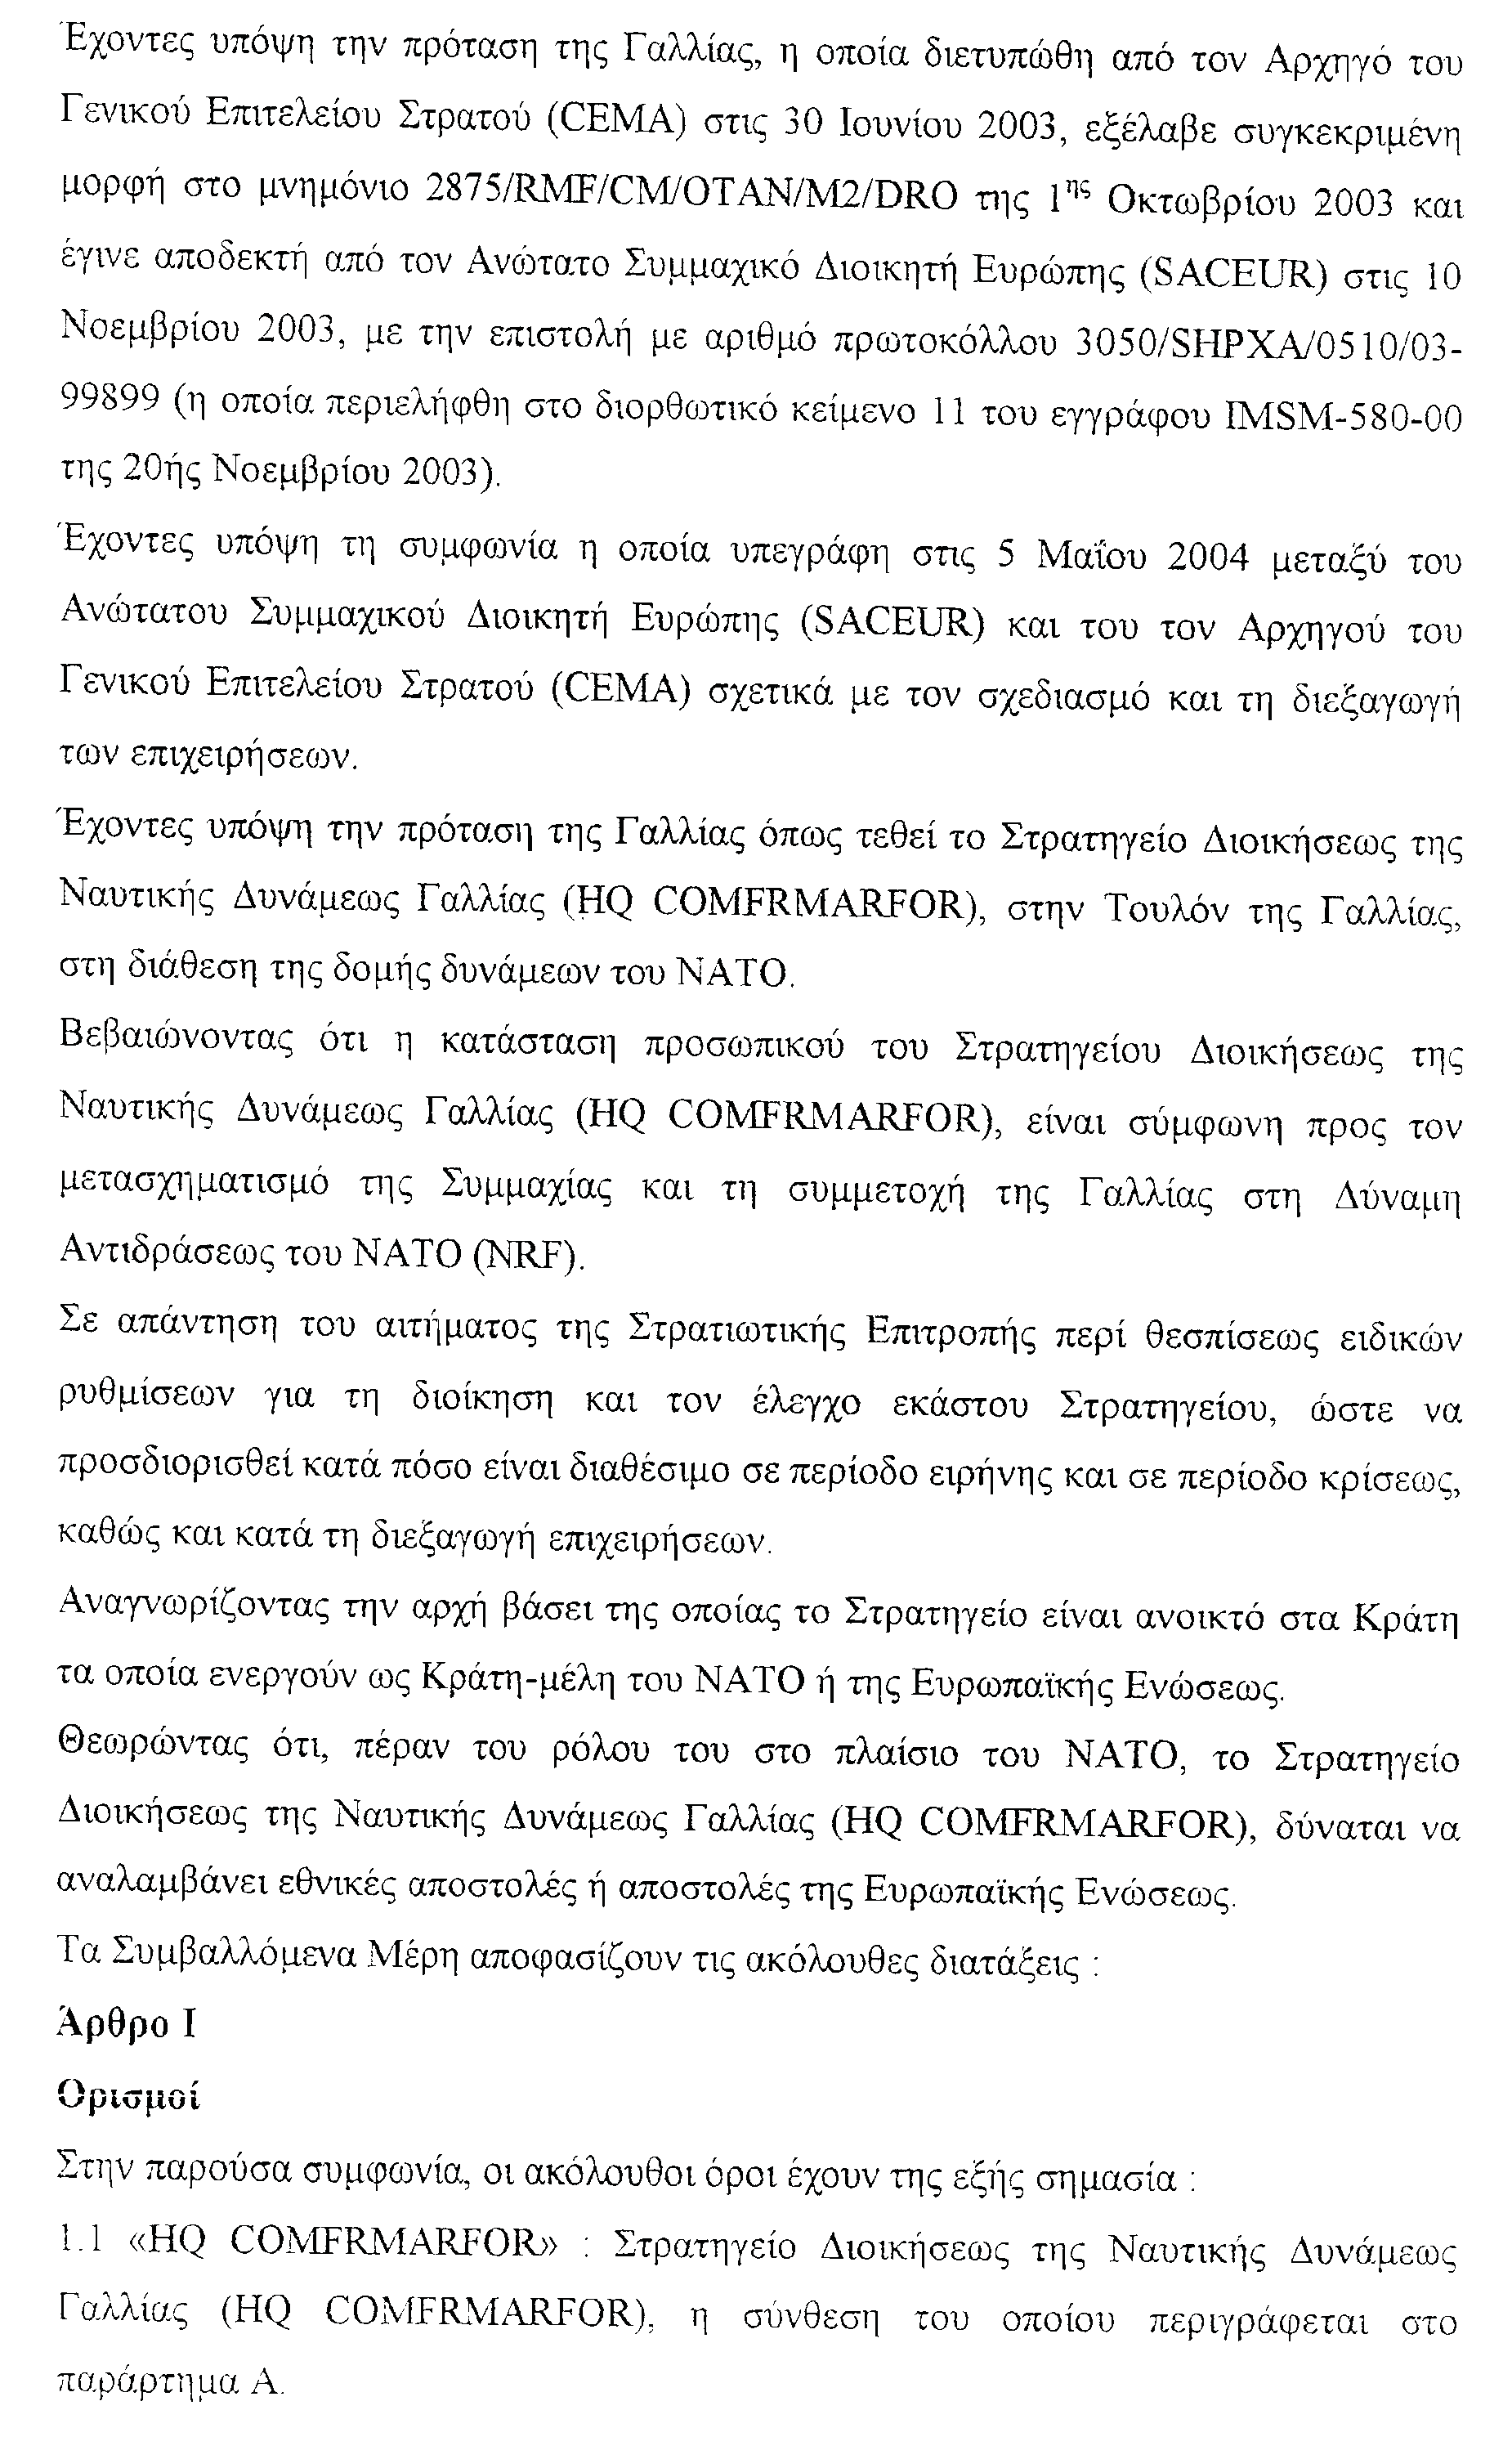 Έχοντες υπόψη την πρόταση της Γαλλίας, η οποία διετυπώθη από τον Αρχηγό του
Γενικού Επιτελείου Στρατού (CEMA) στις 30 Ιουνίου 2003, εξέλαβε συγκεκριμένη
μορφή στο μνημόνιο 2875/RMF/CM/OTAN/M2/DRO της 1ης Οκτωβρίου 2003 και
έγινε αποδεκτή από τον Ανώτατο Συμμαχικό Διοικητή Ευρώπης (SACEUR) στις 10
Νοεμβρίου 2003, με την επιστολή με αριθμό πρωτοκόλλου 3050/SHPXA/0510/03-
99899 (η οποία περιελήφθη στο διορθωτικό κείμενο 11 του εγγράφου IMSM-580-00
της 20ής Νοεμβρίου 2003).
Έχοντες υπόψη τη συμφωνία η οποία υπεγράφη στις 5 Μαΐου 2004 μεταξύ του
Ανώτατου Συμμαχικού Διοικητή Ευρώπης (SACEUR) και του τον Αρχηγού του
Γενικού Επιτελείου Στρατού (CEMA) σχετικά με τον σχεδιασμό και τη διεξαγωγή
των επιχειρήσεων.
Έχοντες υπόψη την πρόταση της Γαλλίας όπως τεθεί το Στρατηγείο Διοικήσεως της
Ναυτικής Δυνάμεως Γαλλίας (HQ COMFRMARFOR), στην Τουλόν της Γαλλίας,
στη διάθεση της δομής δυνάμεων του ΝΑΤΟ.
Βεβαιώνοντας ότι η κατάσταση προσωπικού του Στρατηγείου Διοικήσεως της
Ναυτικής Δυνάμεως Γαλλίας (HQ COMFRMARFOR), είναι σύμφωνη προς τον
μετασχηματισμό της Συμμαχίας και τη συμμετοχή της Γαλλίας στη Δύναμη
Αντιδράσεως του ΝΑΤΟ (NRF).
Σε απάντηση του αιτήματος της Στρατιωτικής Επιτροπής περί θεσπίσεως ειδικών
ρυθμίσεων για τη διοίκηση και τον έλεγχο εκάστου Στρατηγείου, ώστε να
προσδιορισθεί κατά πόσο είναι διαθέσιμο σε περίοδο ειρήνης και σε περίοδο κρίσεως,
καθώς και κατά τη διεξαγωγή επιχειρήσεων.
Αναγνωρίζοντας την αρχή βάσει της οποίας το Στρατηγείο είναι ανοικτό στα Κράτη
τα οποία ενεργούν ως Κράτη-μέλη του ΝΑΤΟ ή της Ευρωπαϊκής Ενώσεως.
Θεωρώντας ότι, πέραν του ρόλου του στο πλαίσιο του ΝΑΤΟ, το Στρατηγείο
Διοικήσεως της Ναυτικής Δυνάμεως Γαλλίας (HQ COMFRMARFOR), δύναται να
αναλαμβάνει εθνικές αποστολές ή αποστολές της Ευρωπαϊκής Ενώσεως.
Τα Συμβαλλόμενα Μέρη αποφασίζουν τις ακόλουθες διατάξεις :
Άρθρο Ι
Ορισμοί
Στην παρούσα συμφωνία, οι ακόλουθοι όροι έχουν της εξής σημασία :
1.1 «HQ COMFRMARFOR» : Στρατηγείο Διοικήσεως της Ναυτικής Δυνάμεως
Γαλλίας (HQ COMFRMARFOR), η σύνθεση του οποίου περιγράφεται στο
παράρτημα Α.